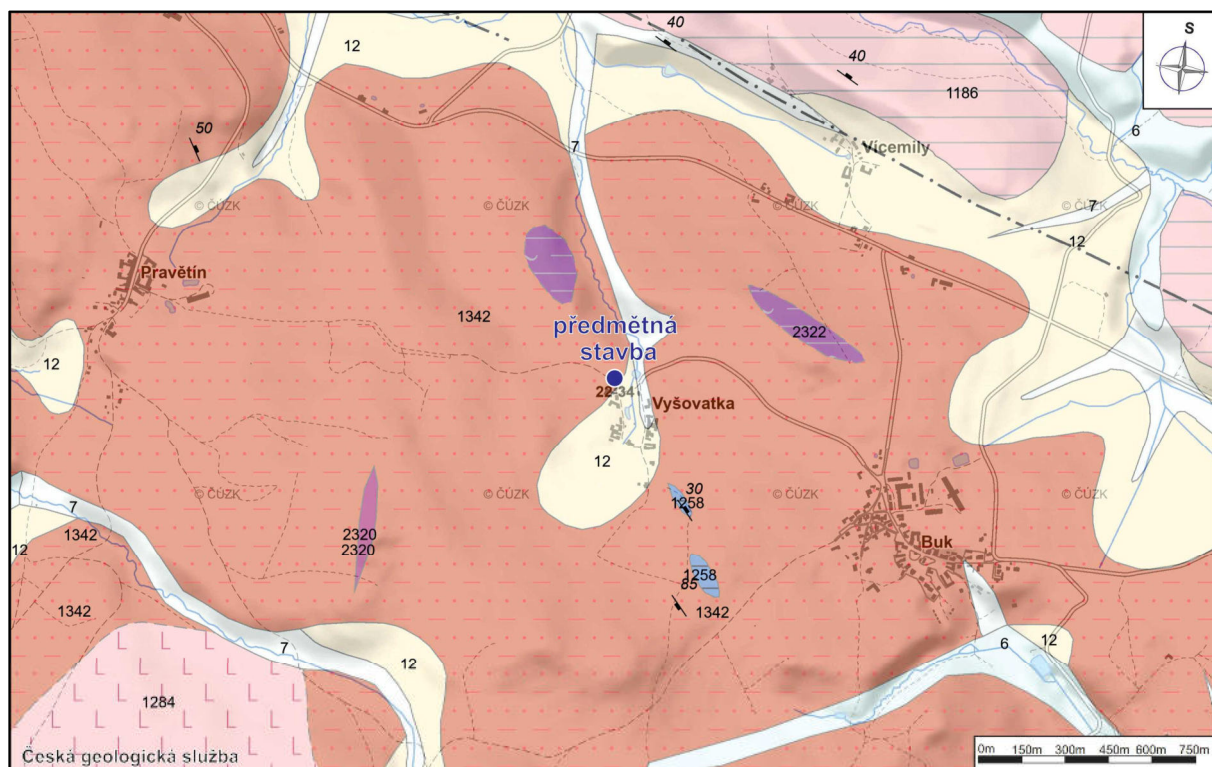 40
S
12
40
1186
50
6
7
Vícemily
© ČÚZK
© ČÚZK
© ČÚZK
© ČÚZK
7
12
Pravětín
1342
předmětná
stavba
2322
12
22-34
Vyšovatka
12
30
1258
© ČÚZK
© ČÚZK
© ČÚZK
© ČÚZK
7
1342
2320
2320
12
Buk
1258
85
1342
1342
7
12
6
12
1284
Česká geologická služba
0m 150m 300m 450m 600m 750m